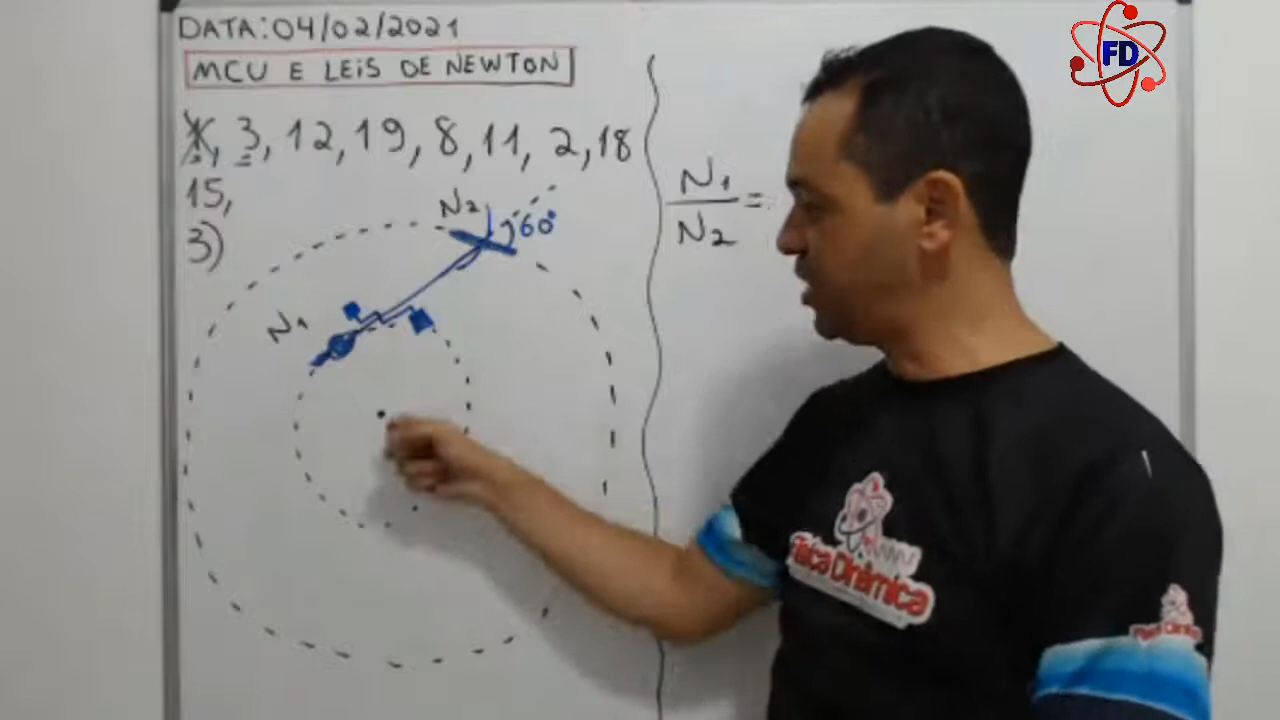 DATA:04/02/2021
MCU E LEIS DE NEWTON
1, 3, 12, 19, 8, 11, 2, 18
15,
3)
N2
60°
N1
N1
N2
=
FD
Física Dinâmica